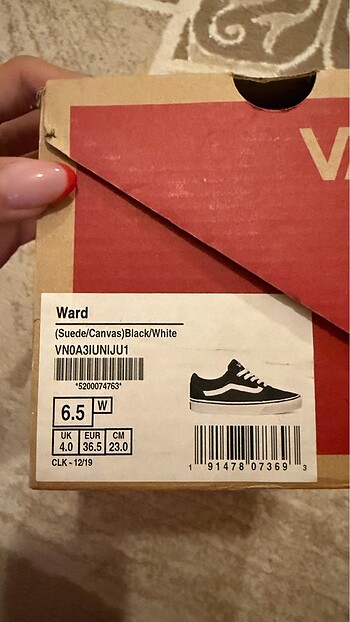 VA
Ward
(Suede/Canvas)Black/White
VN0A3IUNIJU1
*5200074763*
6.5 W
UK EUR CM
4.0 36.5 23.0
CLK - 12/19
1 91478 07369 3